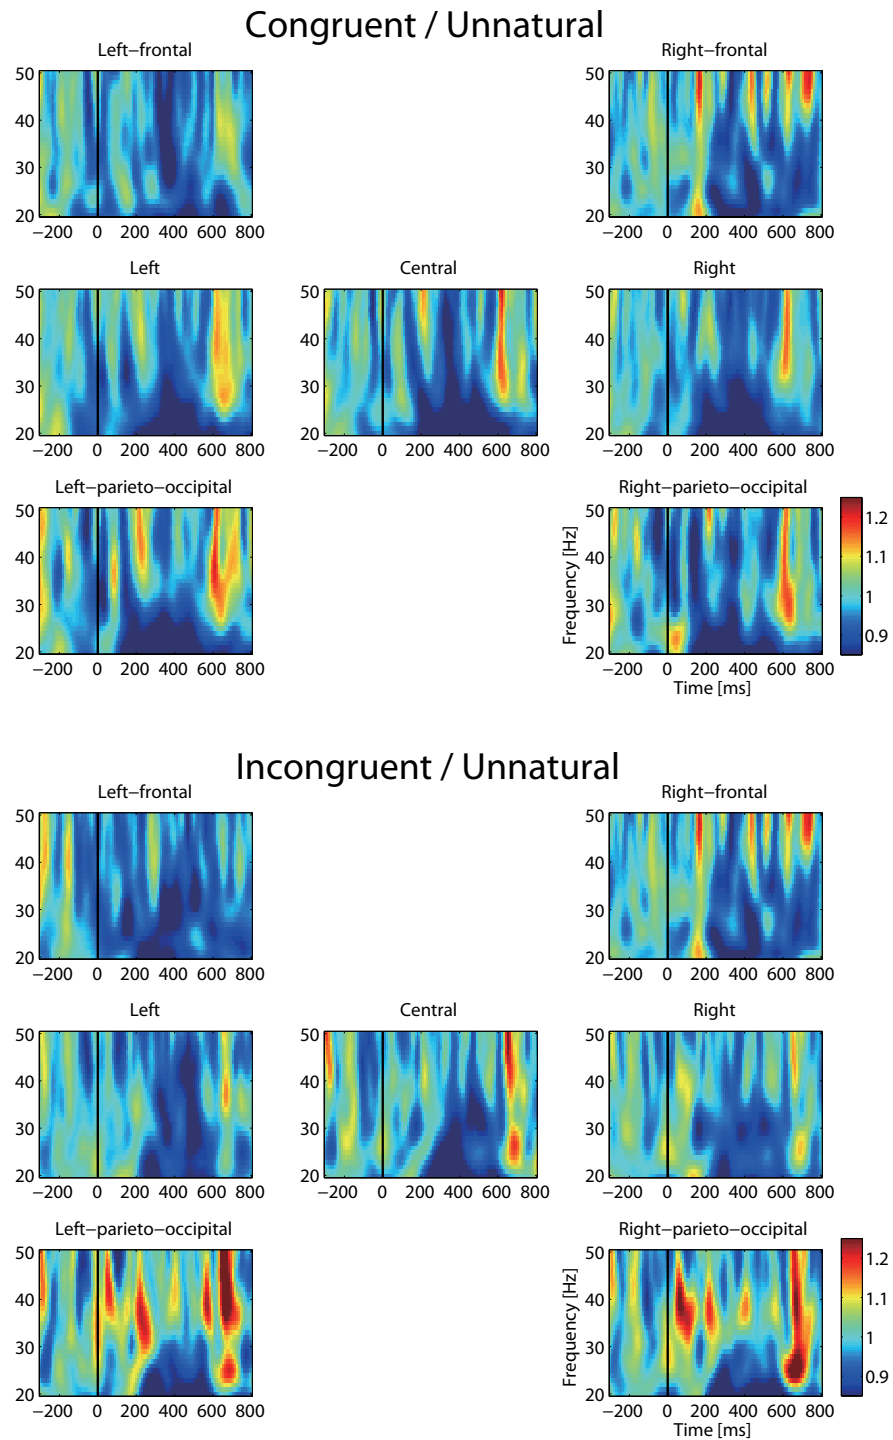 Congruent / Unnatural
Left−frontal
Right−frontal
50
40
30
20
−200 0 200 400 600 800
50
40
30
20
−200 0 200 400 600 800
Left
Central
Right
50
40
30
20
−200 0 200 400 600 800
50
40
30
20
−200 0 200 400 600 800
50
40
30
20
−200 0 200 400 600 800
Left−parieto−occipital
Right−parieto−occipital
50
40
30
20
−200 0 200 400 600 800
Frequency [Hz]
50
40
30
20
−200 0 200 400 600 800
Time [ms]
1.2
1.1
1
0.9
Incongruent / Unnatural
Left−frontal
Right−frontal
50
40
30
20
−200 0 200 400 600 800
50
40
30
20
−200 0 200 400 600 800
Left
Central
Right
50
40
30
20
−200 0 200 400 600 800
50
40
30
20
−200 0 200 400 600 800
50
40
30
20
−200 0 200 400 600 800
Left−parieto−occipital
Right−parieto−occipital
50
40
30
20
−200 0 200 400 600 800
Frequency [Hz]
50
40
30
20
−200 0 200 400 600 800
Time [ms]
1.2
1.1
1
0.9